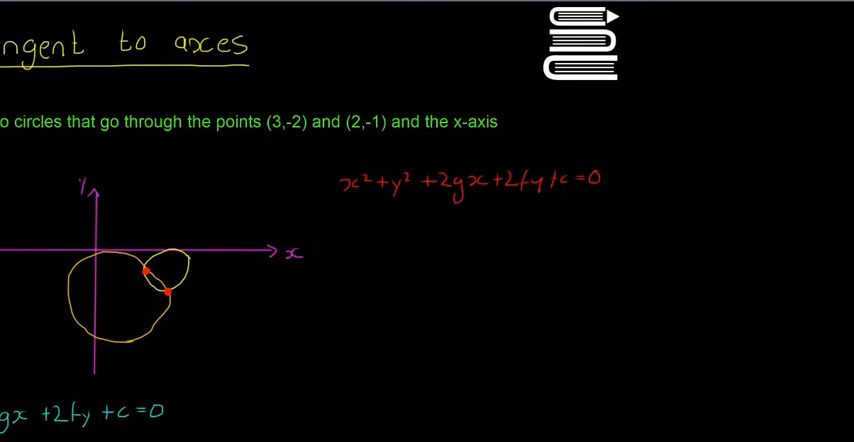 ngent to axes
o circles that go through the points (3,-2) and (2,-1) and the x-axis
y
x² + y² + 2gx + 2fy + c = 0
x
gx + 2fy + c = 0